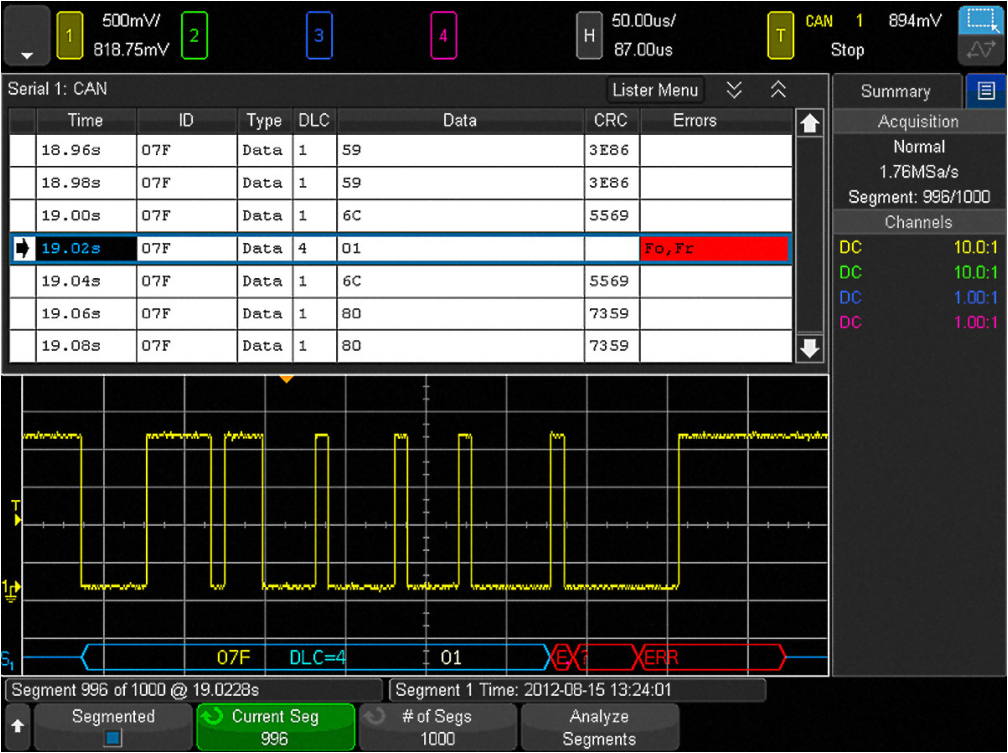 1 500mV/ 2 3 4 H 50.00us/ T CAN 1 894mV
818.75mV 87.00us Stop
Serial 1: CAN Lister Menu Summary
Time ID Type DLC Data CRC Errors
18.96s 07F Data 1 59 3E86
18.98s 07F Data 1 59 3E86
19.00s 07F Data 1 6C 5569
19.02s 07F Data 4 01 Fo,Fr
19.04s 07F Data 1 6C 5569
19.06s 07F Data 1 80 7359
19.08s 07F Data 1 80 7359
Acquisition
Normal
1.76MSa/s
Segment: 996/1000
Channels
DC 10.0:1
DC 10.0:1
DC 1.00:1
DC 1.00:1
T
1
S1 07F DLC=4 01 E ? ERR
Segment 996 of 1000 @ 19.0228s Segment 1 Time: 2012-08-15 13:24:01
Segmented Current Seg # of Segs Analyze
996 1000 Segments